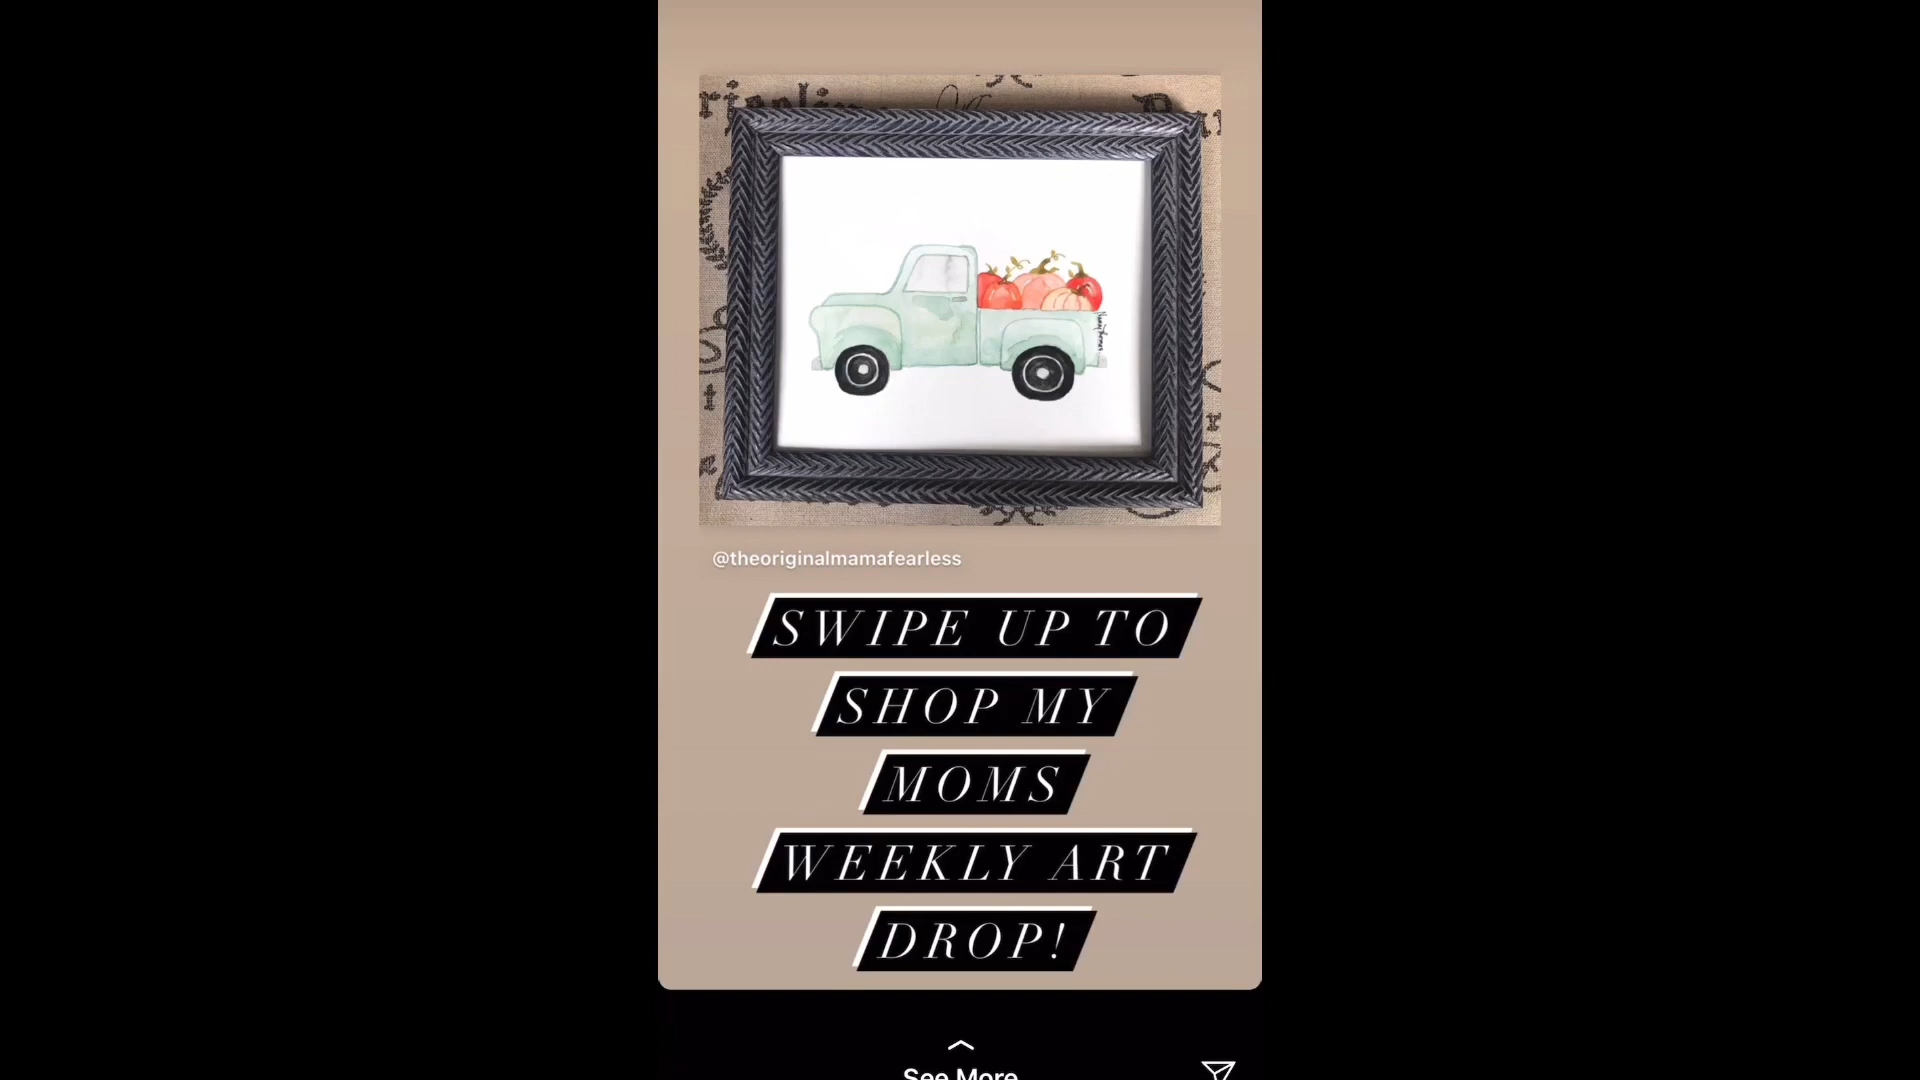 @theoriginalmamafearless
SWIPE UP TO
SHOP MY
MOMS
WEEKLY ART
DROP!
See More